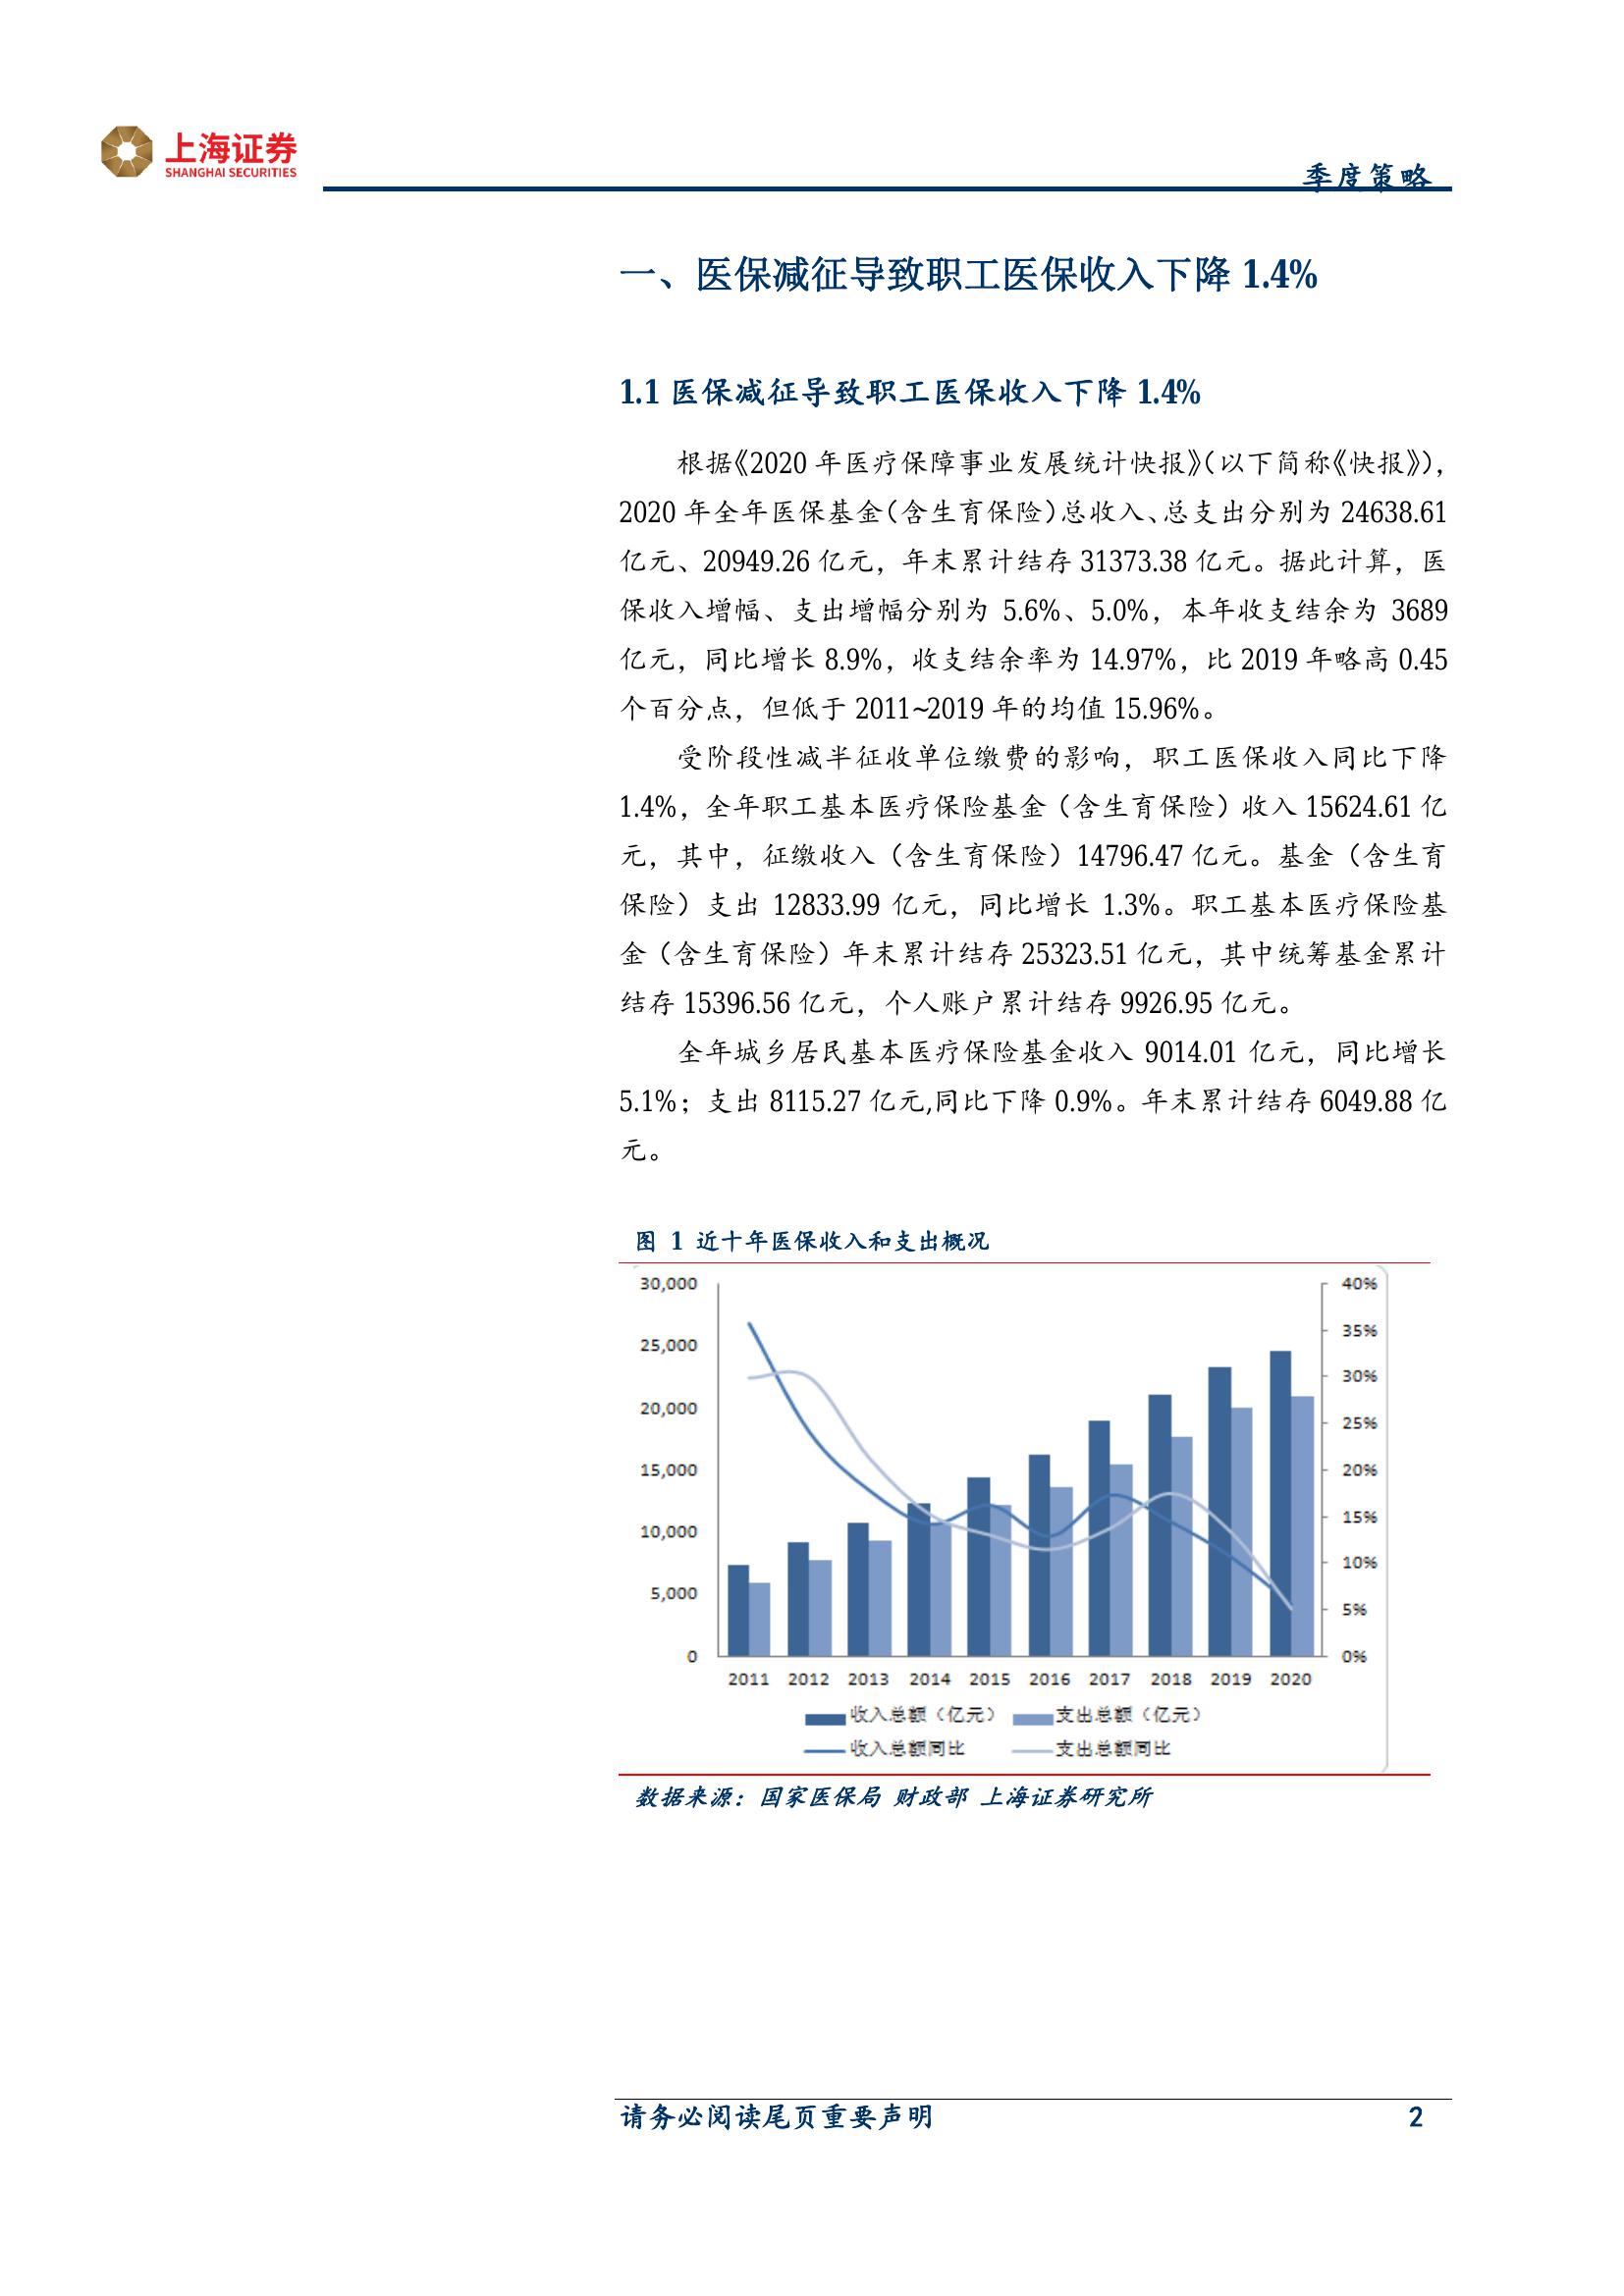 上海证券
SHANGHAI SECURITIES
季度策略
一、医保减征导致职工医保收入下降 1.4%
1.1 医保减征导致职工医保收入下降 1.4%
根据《2020 年医疗保障事业发展统计快报》（以下简称《快报》），
2020 年全年医保基金（含生育保险）总收入、总支出分别为 24638.61
亿元、20949.26 亿元，年末累计结存 31373.38 亿元。据此计算，医
保收入增幅、支出增幅分别为 5.6%、5.0%，本年收支结余为 3689
亿元，同比增长 8.9%，收支结余率为 14.97%，比 2019 年略高 0.45
个百分点，但低于 2011~2019 年的均值 15.96%。
受阶段性减半征收单位缴费的影响，职工医保收入同比下降
1.4%，全年职工基本医疗保险基金（含生育保险）收入 15624.61 亿
元，其中，征缴收入（含生育保险）14796.47 亿元。基金（含生育
保险）支出 12833.99 亿元，同比增长 1.3%。职工基本医疗保险基
金（含生育保险）年末累计结存 25323.51 亿元，其中统筹基金累计
结存 15396.56 亿元，个人账户累计结存 9926.95 亿元。
全年城乡居民基本医疗保险基金收入 9014.01 亿元，同比增长
5.1%；支出 8115.27 亿元,同比下降 0.9%。年末累计结存 6049.88 亿
元。
图 1 近十年医保收入和支出概况
30,000 40%
35%
25,000
30%
20,000 25%
15,000 20%
15%
10,000
10%
5,000
5%
0 0%
2011 2012 2013 2014 2015 2016 2017 2018 2019 2020
收入总额（亿元） 支出总额（亿元）
收入总额同比 支出总额同比
数据来源：国家医保局 财政部 上海证券研究所
请务必阅读尾页重要声明 2